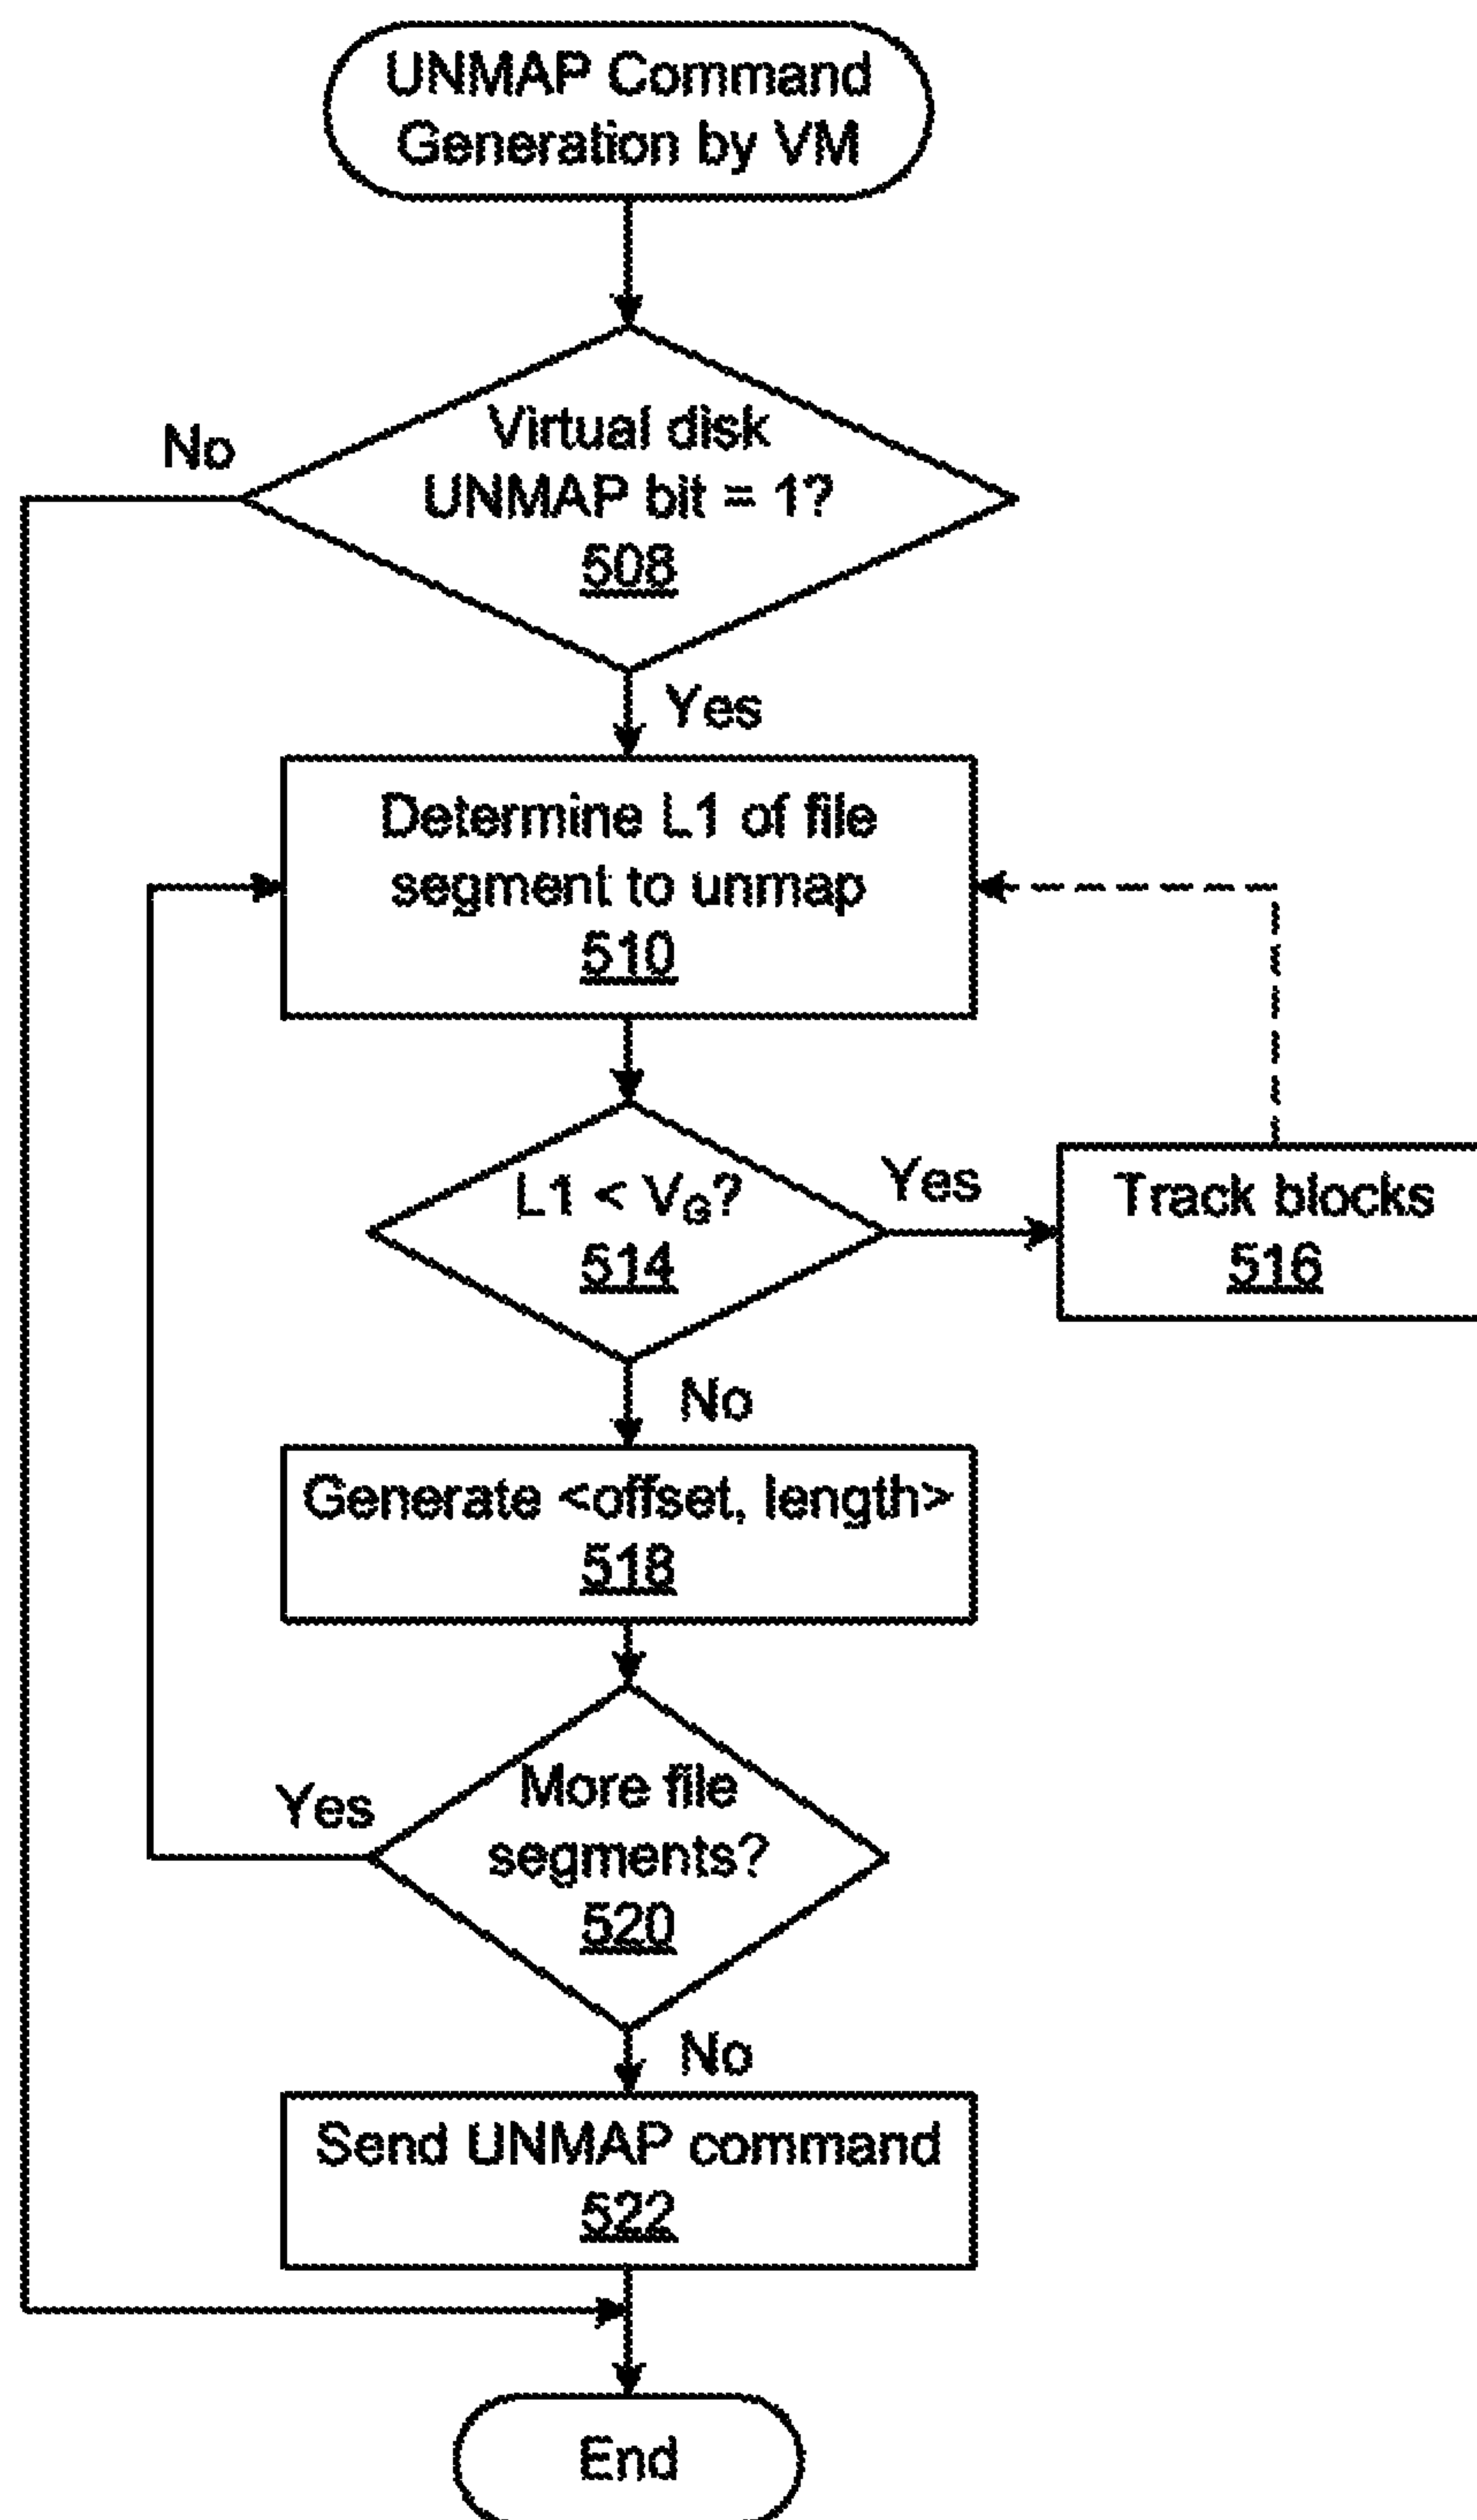 UNMAP Command
Generation by VM
No
Virtual disk
UNMAP bit = 1?
508
Yes
Determine L1 of file
segment to unmap
510
L1 < VG?
514
Yes
Track blocks
516
No
Generate <offset, length>
518
Yes
More file
segments?
520
No
Send UNMAP command
522
End